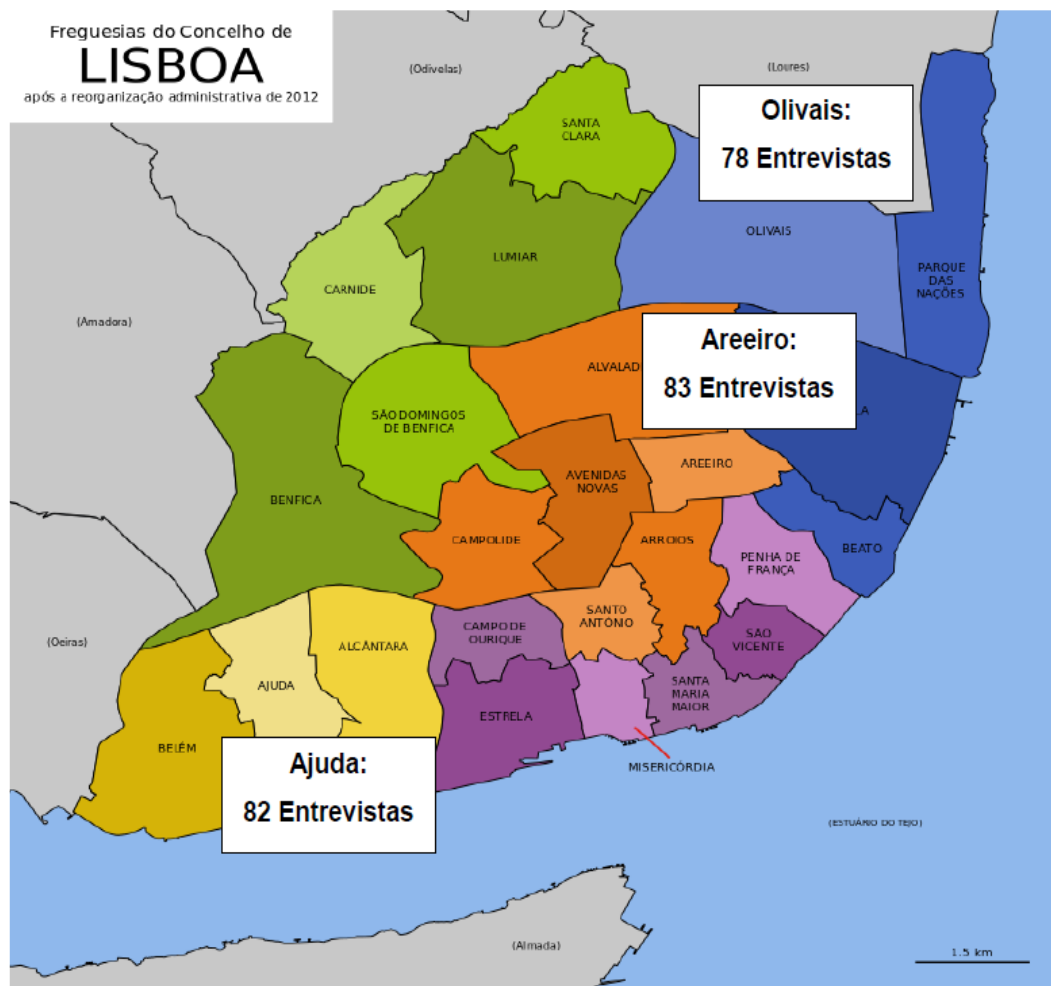 Freguesias do Concelho de
LISBOA
após a reorganização administrativa de 2012
(Odivelas)
(Loures)
Olivais:
78 Entrevistas
SANTA
CLARA
OLIVAIS
LUMIAR
PARQUE
DAS
NAÇÕES
CARNIDE
(Amadora)
Areeiro:
83 Entrevistas
ALVALAD
LA
SÃO DOMINGOS
DE BENFICA
AREEIRO
AVENIDAS
NOVAS
BENFICA
CAMPOLIDE
ARROIOS
BEATO
PENHA DE
FRANÇA
SANTO
ANTÓNIO
CAMPO DE
OURIQUE
(Oeiras)
ALCÂNTARA
SÃO
VICENTE
AJUDA
SANTA
MARIA
MAIOR
ESTRELA
BELÉM
MISERICÓRDIA
Ajuda:
82 Entrevistas
(ESTUÁRIO DO TEJO)
(Almada)
1.5 km